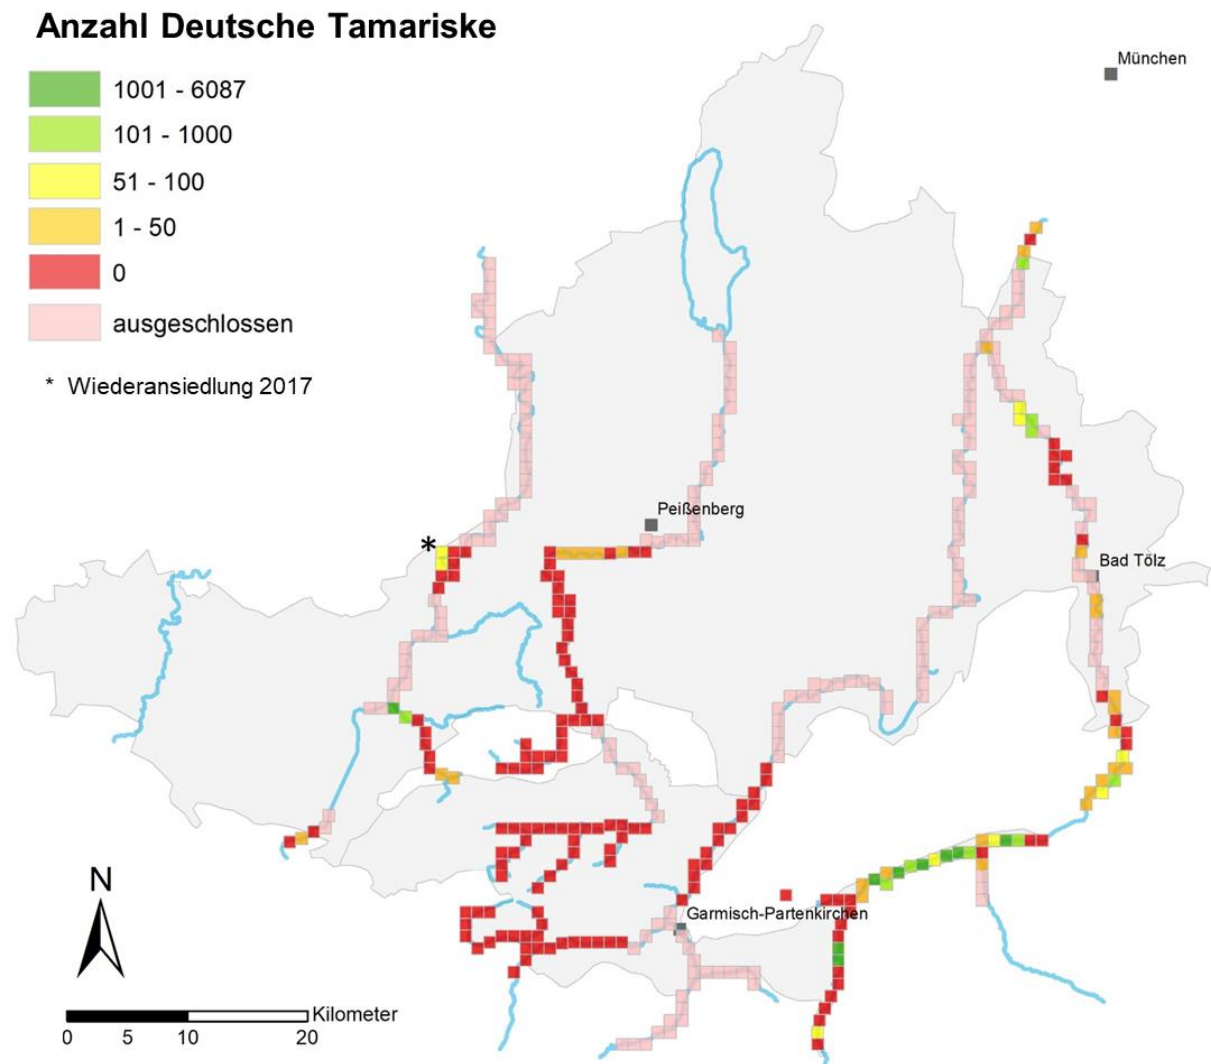 Anzahl Deutsche Tamariske
1001 - 6087
101 - 1000
51 - 100
1 - 50
0
ausgeschlossen
* Wiederansiedlung 2017
München
Peißenberg
*
Bad Tölz
Garmisch-Partenkirchen
N
Kilometer
0 5 10 20